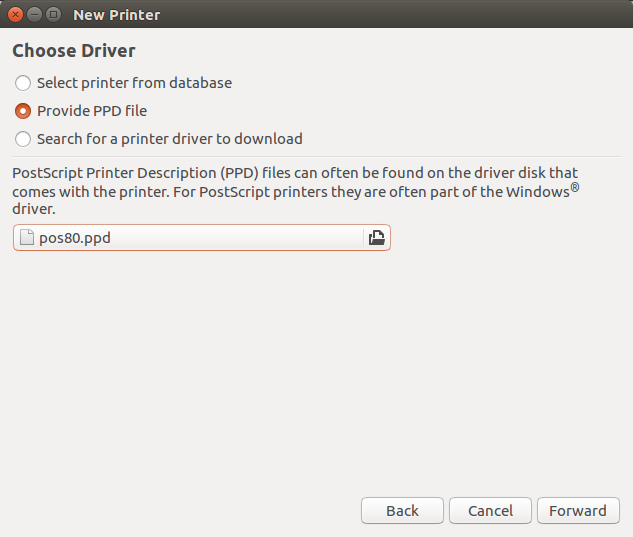 New Printer
Choose Driver
Select printer from database
Provide PPD file
Search for a printer driver to download
PostScript Printer Description (PPD) files can often be found on the driver disk that
comes with the printer. For PostScript printers they are often part of the Windows®
driver.
pos80.ppd
Back Cancel Forward